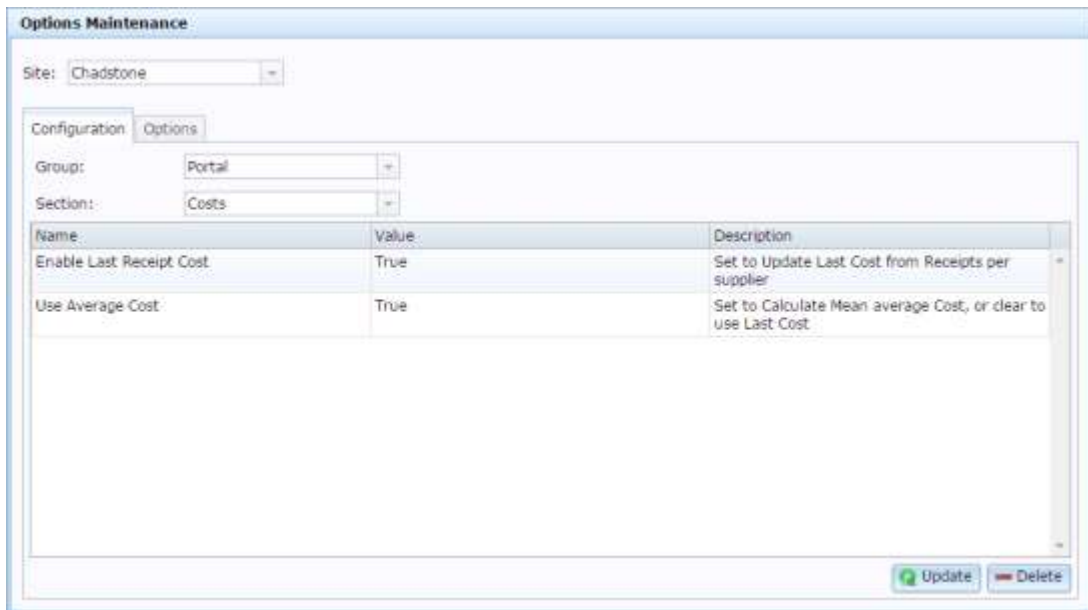 Options Maintenance
Site: Chadstone
Configuration Options
Group: Portal
Section: Costs
Name Value Description
Enable Last Receipt Cost True Set to Update Last Cost from Receipts per
supplier
Use Average Cost True Set to Calculate Mean average Cost, or clear to
use Last Cost
Update Delete